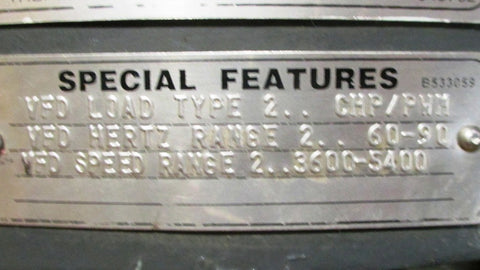 SPECIAL FEATURES B533059
VFD LOAD TYPE 2.. CHP/PWM
VFD HERTZ RANGE 2.. 60-90
VFD SPEED RANGE 2..3600-5400